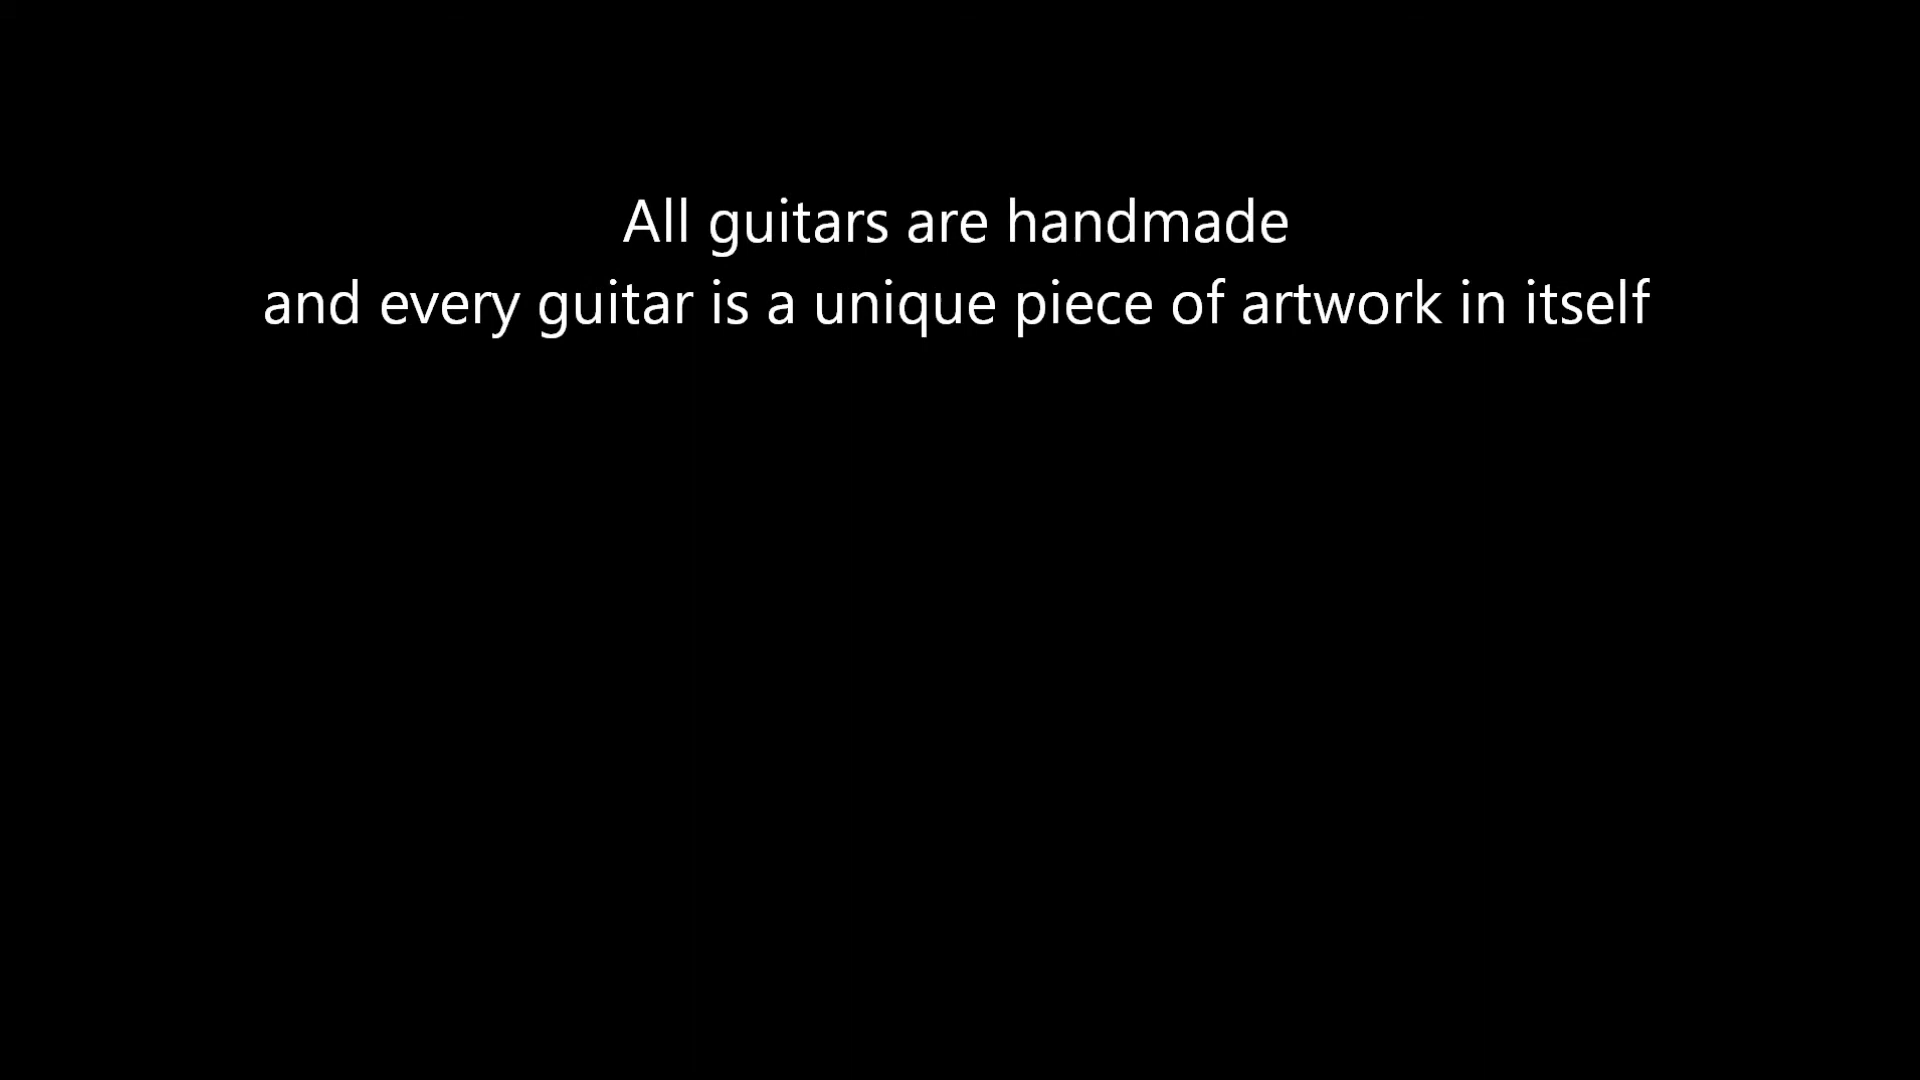 All guitars are handmade
and every guitar is a unique piece of artwork in itself